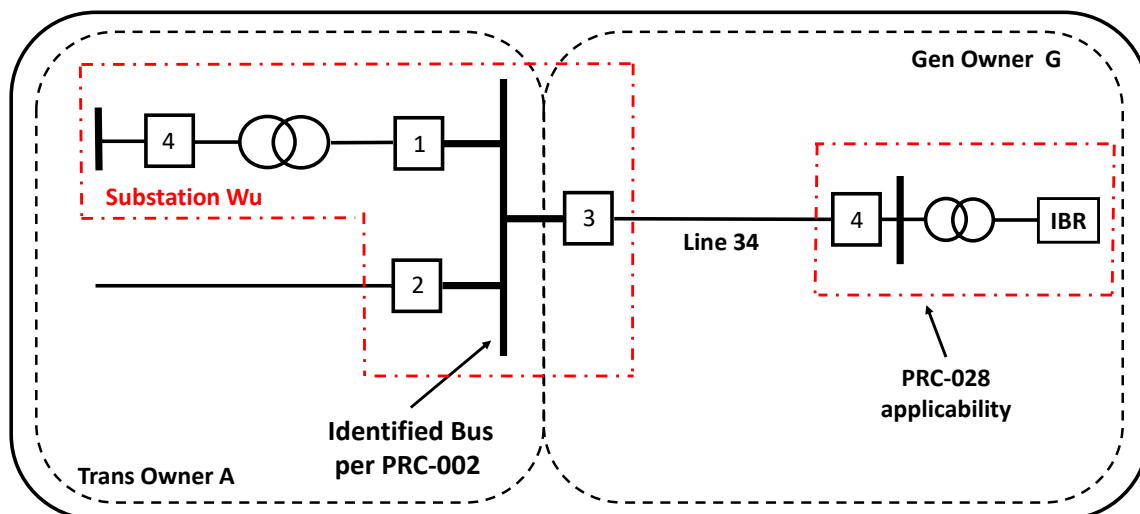 Gen Owner G
4
1
Substation Wu
3
4
IBR
Line 34
2
PRC-028
applicability
Identified Bus
per PRC-002
Trans Owner A